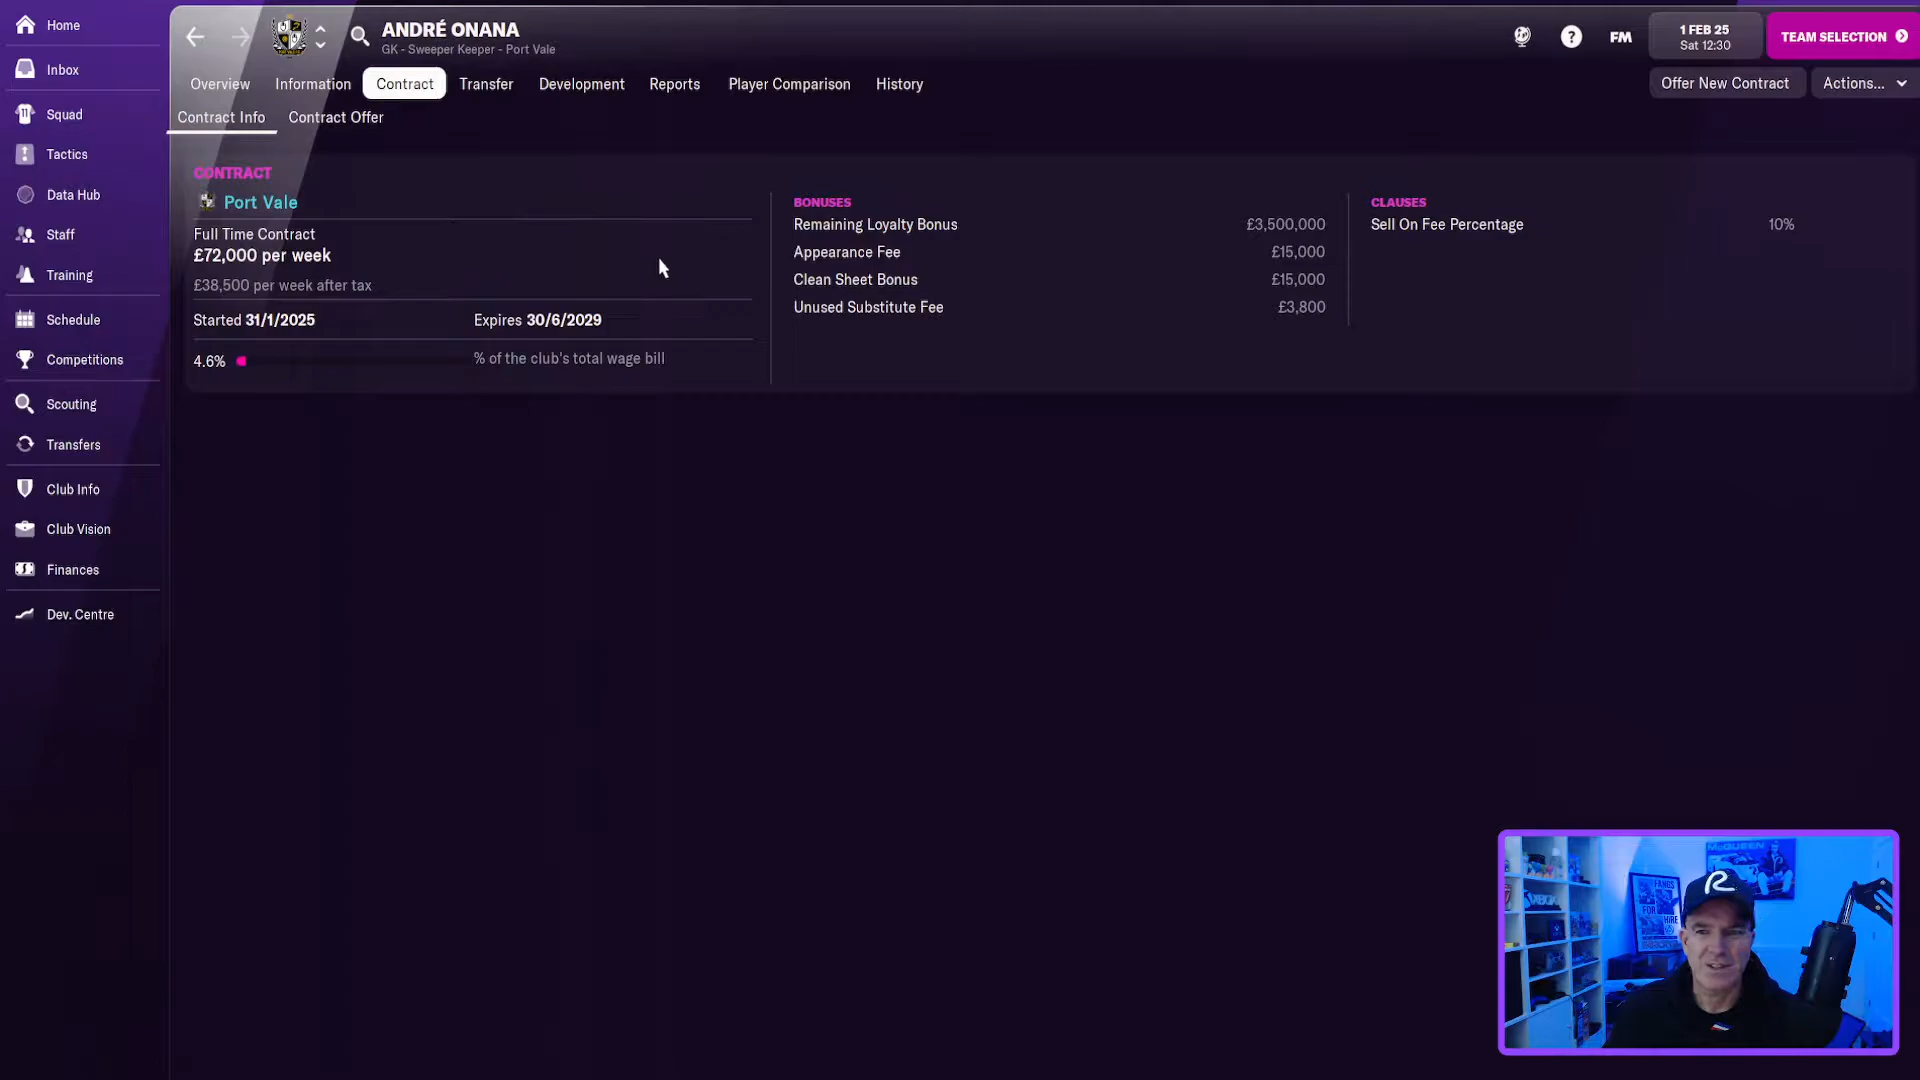 Home
Inbox
Squad
Tactics
Data Hub
Staff
Training
Schedule
Competitions
Scouting
Transfers
Club Info
Club Vision
Finances
Dev. Centre
ANDRÉ ONANA
GK - Sweeper Keeper - Port Vale
FM
1 FEB 25
Sat 12:30
TEAM SELECTION
Overview Information Contract Transfer Development Reports Player Comparison History
Offer New Contract Actions...
Contract Info Contract Offer
CONTRACT
Port Vale
Full Time Contract
£72,000 per week
£38,500 per week after tax
Started 31/1/2025 Expires 30/6/2029
4.6% % of the club's total wage bill
BONUSES
Remaining Loyalty Bonus £3,500,000
Appearance Fee £15,000
Clean Sheet Bonus £15,000
Unused Substitute Fee £3,800
CLAUSES
Sell On Fee Percentage 10%
McQUEEN
FANGS
FOR
HIRE
R